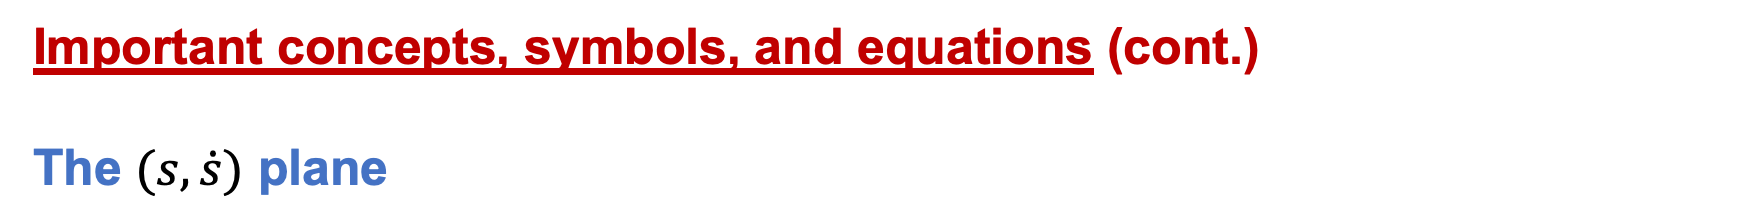 Important concepts, symbols, and equations (cont.)
The (s, ṡ) plane